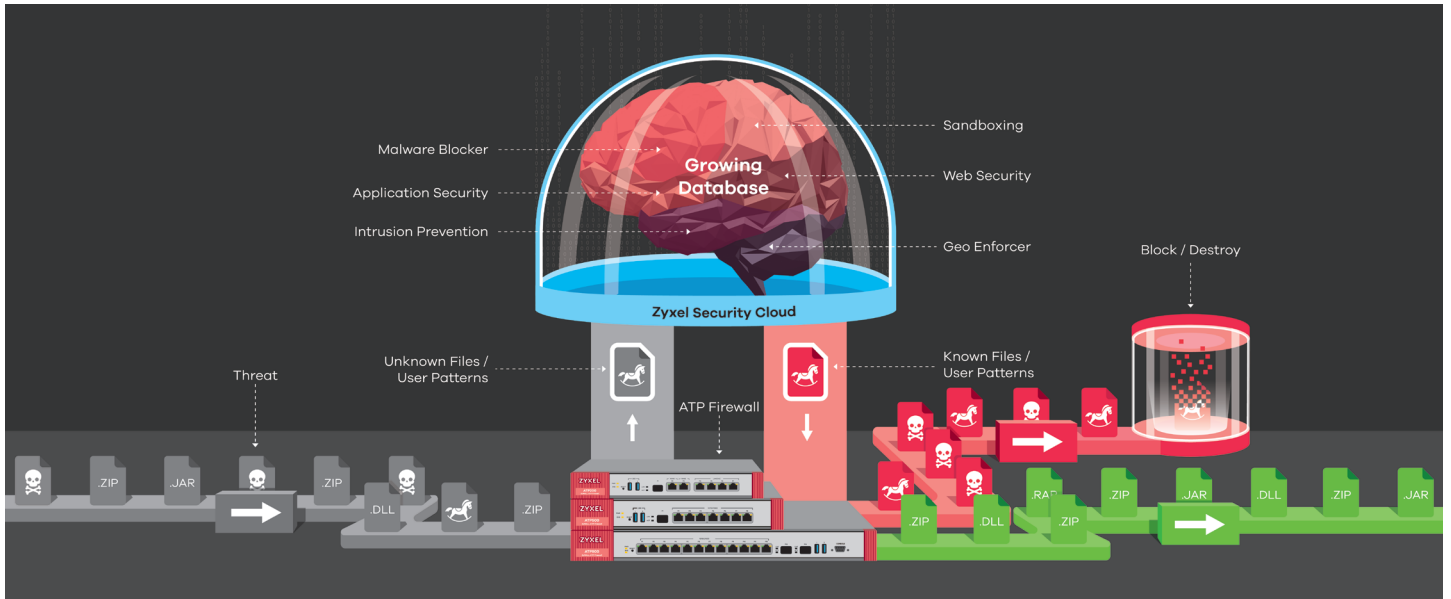 Malware Blocker
Application Security
Intrusion Prevention
Growing
Database
Sandboxing
Web Security
Geo Enforcer
Block / Destroy
Zyxel Security Cloud
Threat
Unknown Files /
User Patterns
ATP Firewall
Known Files /
User Patterns
.ZIP
.JAR
.ZIP
.DLL
.ZIP
ZYXEL
ZYXEL
ZYXEL
.ZIP
.DLL
.RAR
.ZIP
.ZIP
.JAR
.DLL
.ZIP
.JAR